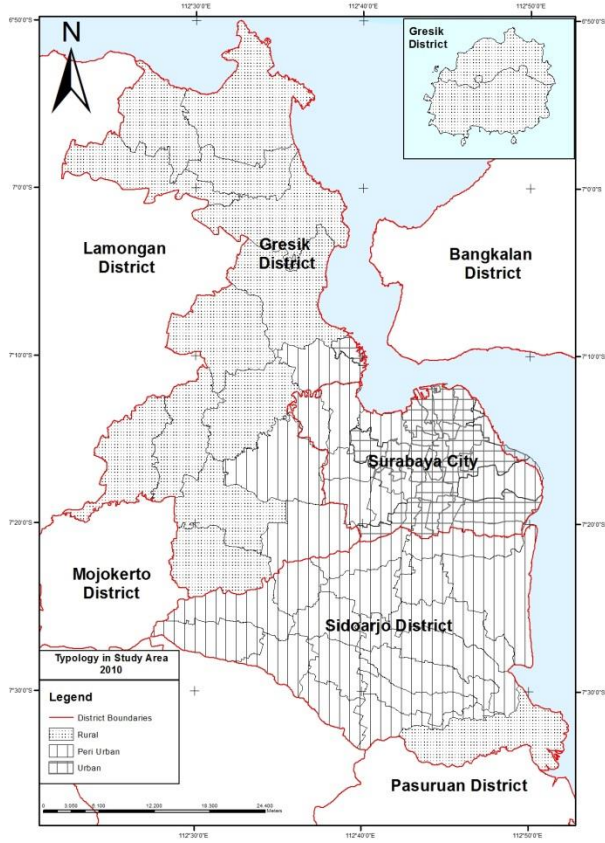 112°30'0"E 112°40'0"E 112°50'0"E
6°50'0"S 6°50'0"S
N
Gresik
District
7°0'0"S 7°0'0"S
Lamongan
District
Gresik
District
Bangkalan
District
7°10'0"S 7°10'0"S
Surabaya City
7°20'0"S 7°20'0"S
Mojokerto
District
Sidoarjo District
Typology in Study Area
2010
Legend
District Boundaries
Rural
Peri Urban
Urban
7°30'0"S 7°30'0"S
Pasuruan District
Meters
112°30'0"E 112°40'0"E 112°50'0"E